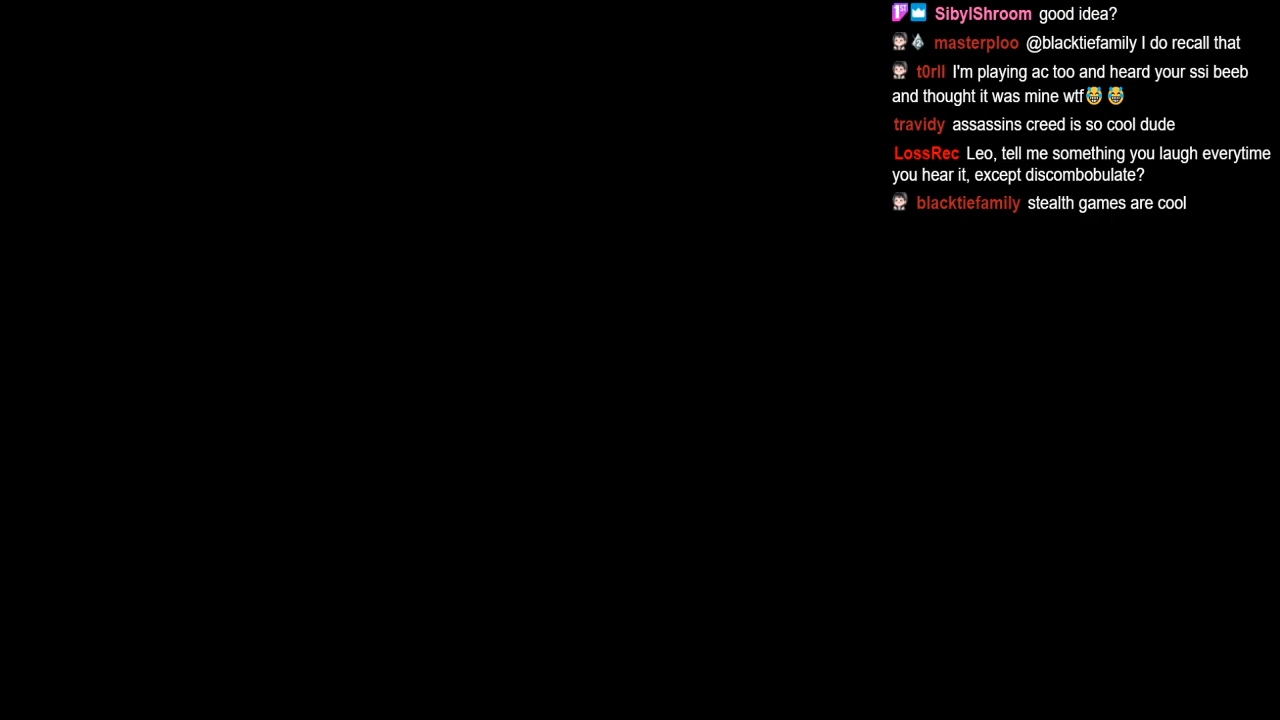 SibylShroom good idea?
masterploo @blacktiefamily I do recall that
t0rll I'm playing ac too and heard your ssi beeb
and thought it was mine wtf😹 😹
travidy assassins creed is so cool dude
LossRec Leo, tell me something you laugh everytime
you hear it, except discombobulate?
blacktiefamily stealth games are cool